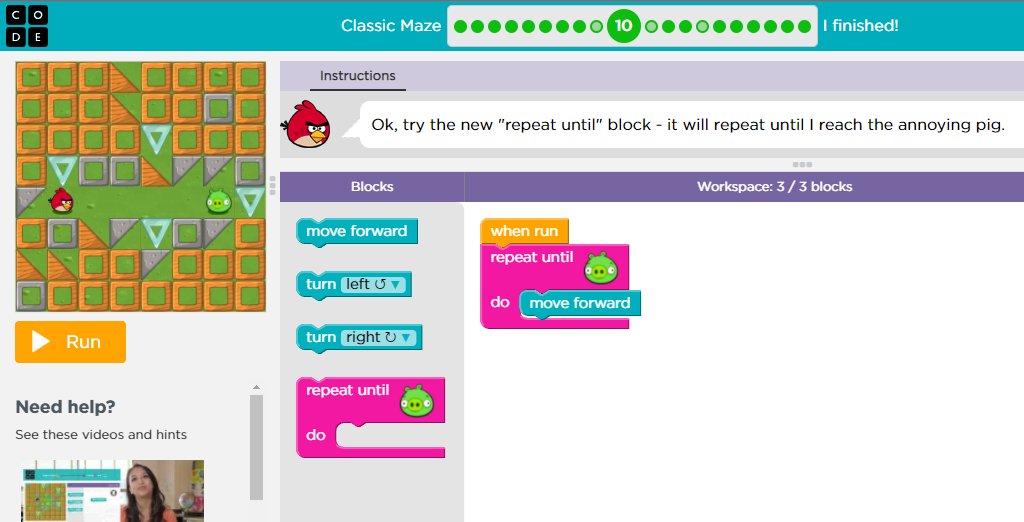 C O
D E
Classic Maze
10
I finished!
Instructions
Ok, try the new "repeat until" block - it will repeat until I reach the annoying pig.
Blocks
Workspace: 3 / 3 blocks
move forward
turn left ↺ ▼
turn right ↻ ▼
repeat until
do
when run
repeat until
do move forward
Run
Need help?
See these videos and hints